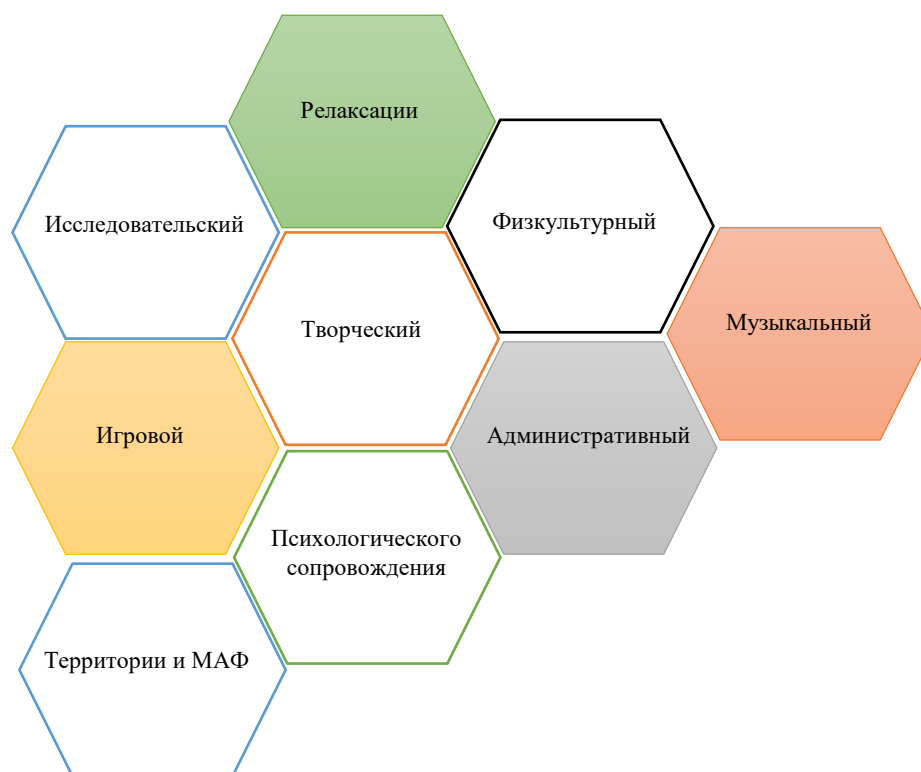 Релаксации
Исследовательский
Физкультурный
Музыкальный
Творческий
Игровой
Административный
Психологического
сопровождения
Территории и МАФ